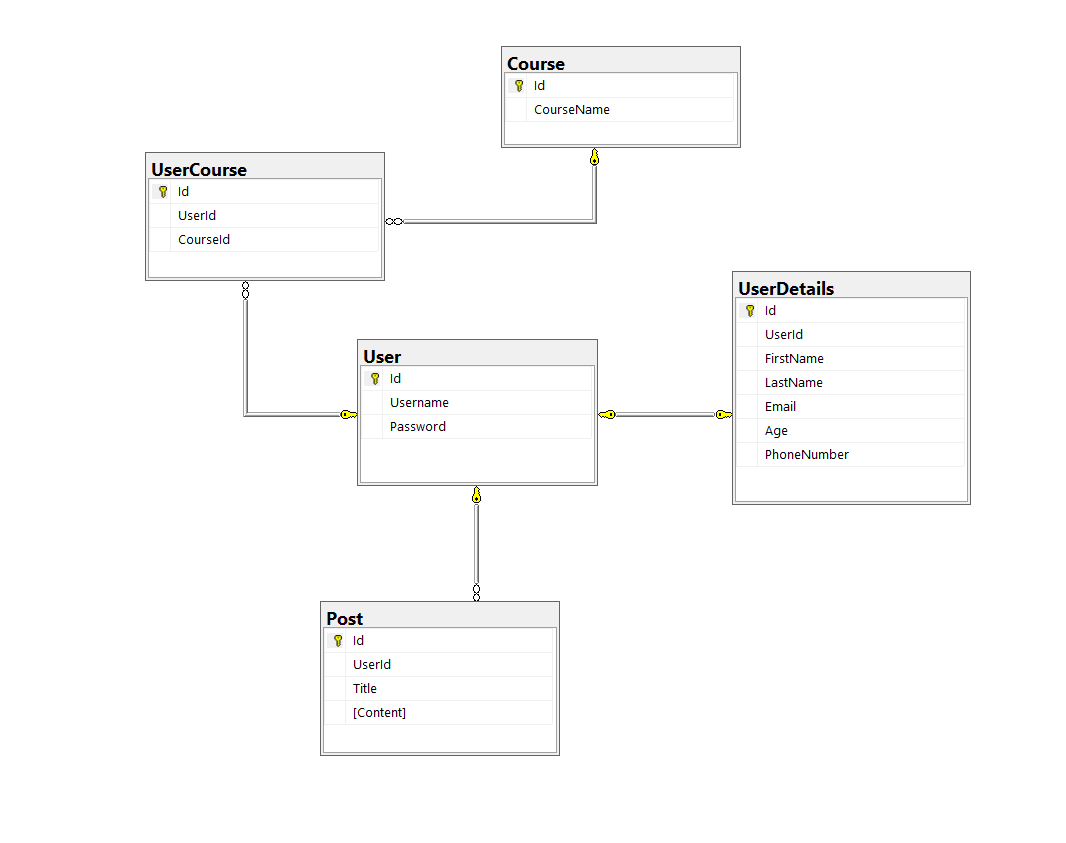 Course
Id
CourseName
UserCourse
Id
UserId
CourseId
UserDetails
Id
UserId
FirstName
LastName
Email
Age
PhoneNumber
User
Id
Username
Password
Post
Id
UserId
Title
[Content]